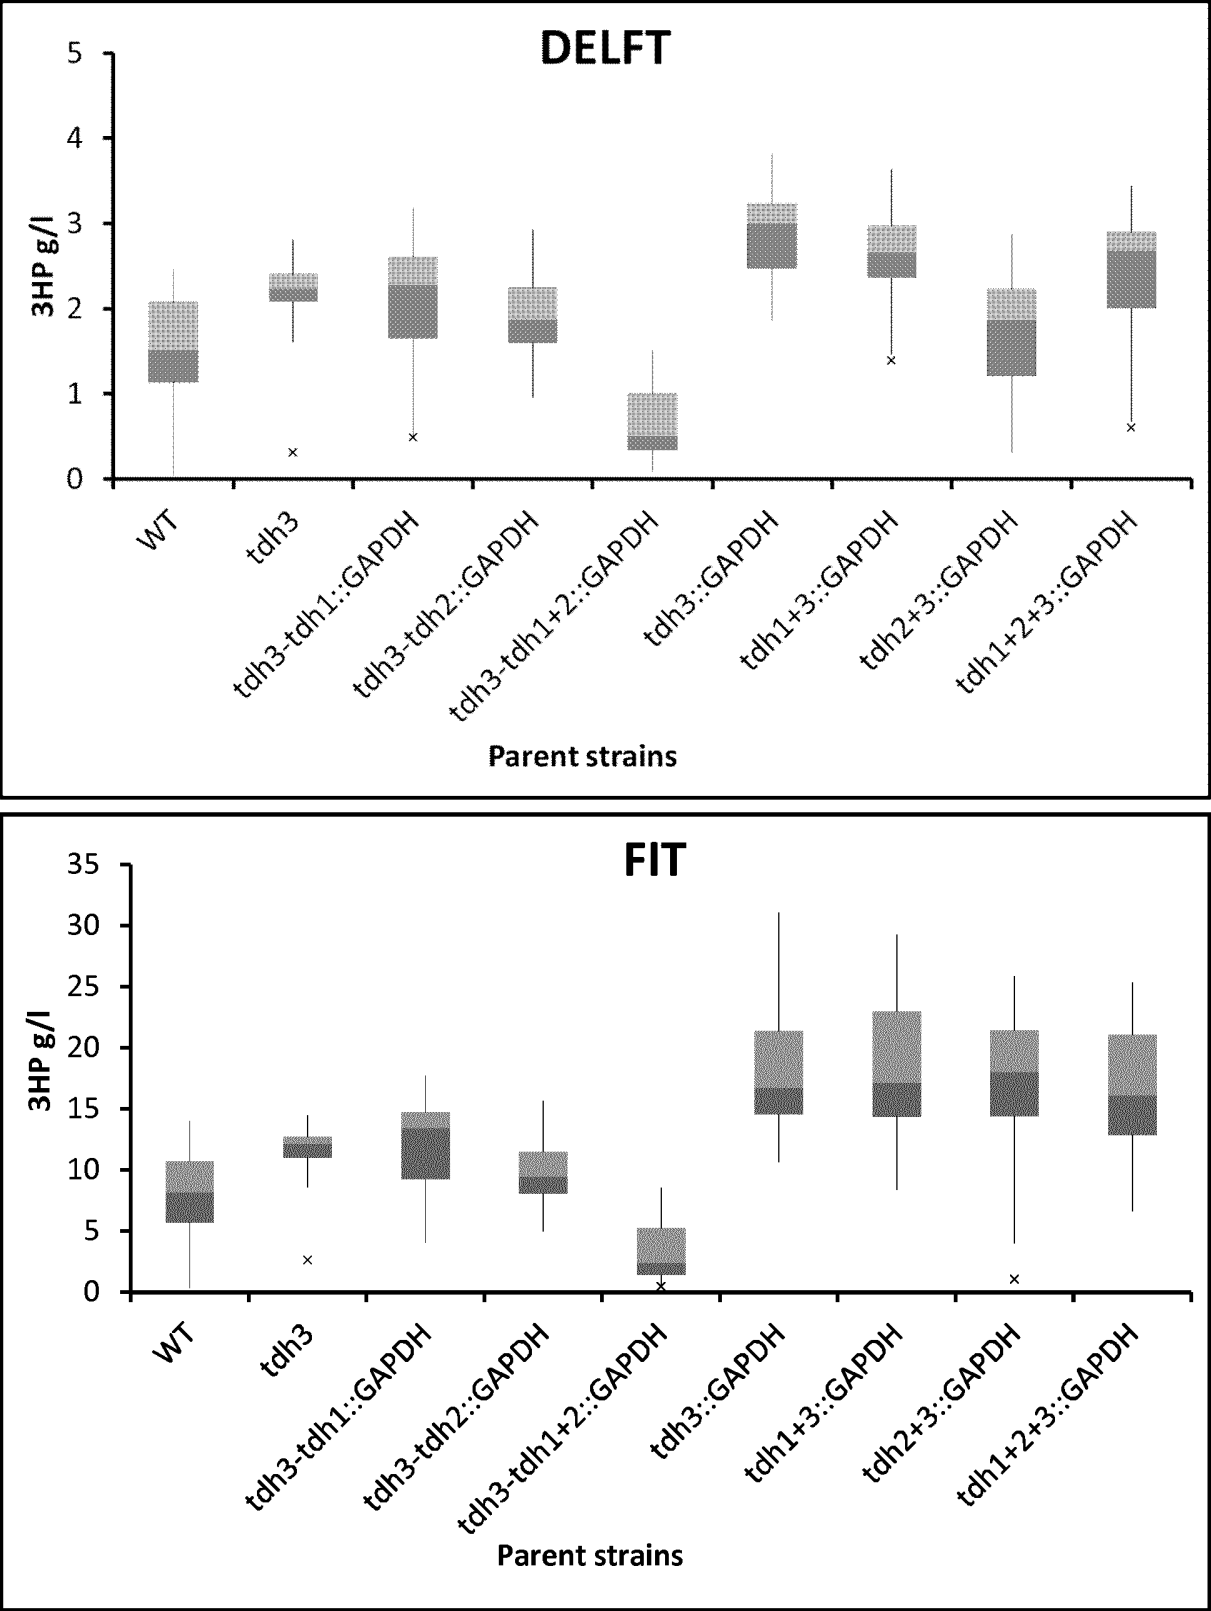 DELFT
5
4
3
2
1
0
3HP g/l
WT
tdh3
tdh3-tdh1::GAPDH
tdh3-tdh2::GAPDH
tdh3-tdh1+2::GAPDH
tdh3::GAPDH
tdh1+3::GAPDH
tdh2+3::GAPDH
tdh1+2+3::GAPDH
Parent strains
FIT
35
30
25
20
15
10
5
0
3HP g/l
WT
tdh3
tdh3-tdh1::GAPDH
tdh3-tdh2::GAPDH
tdh3-tdh1+2::GAPDH
tdh3::GAPDH
tdh1+3::GAPDH
tdh2+3::GAPDH
tdh1+2+3::GAPDH
Parent strains